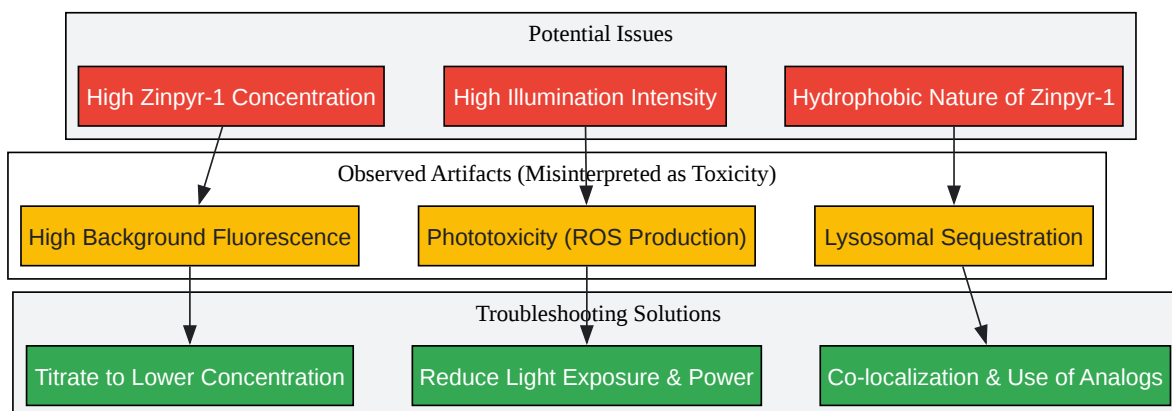 Potential Issues
High Zinpyr-1 Concentration
High Illumination Intensity
Hydrophobic Nature of Zinpyr-1
Observed Artifacts (Misinterpreted as Toxicity)
High Background Fluorescence
Phototoxicity (ROS Production)
Lysosomal Sequestration
Troubleshooting Solutions
Titrate to Lower Concentration
Reduce Light Exposure & Power
Co-localization & Use of Analogs